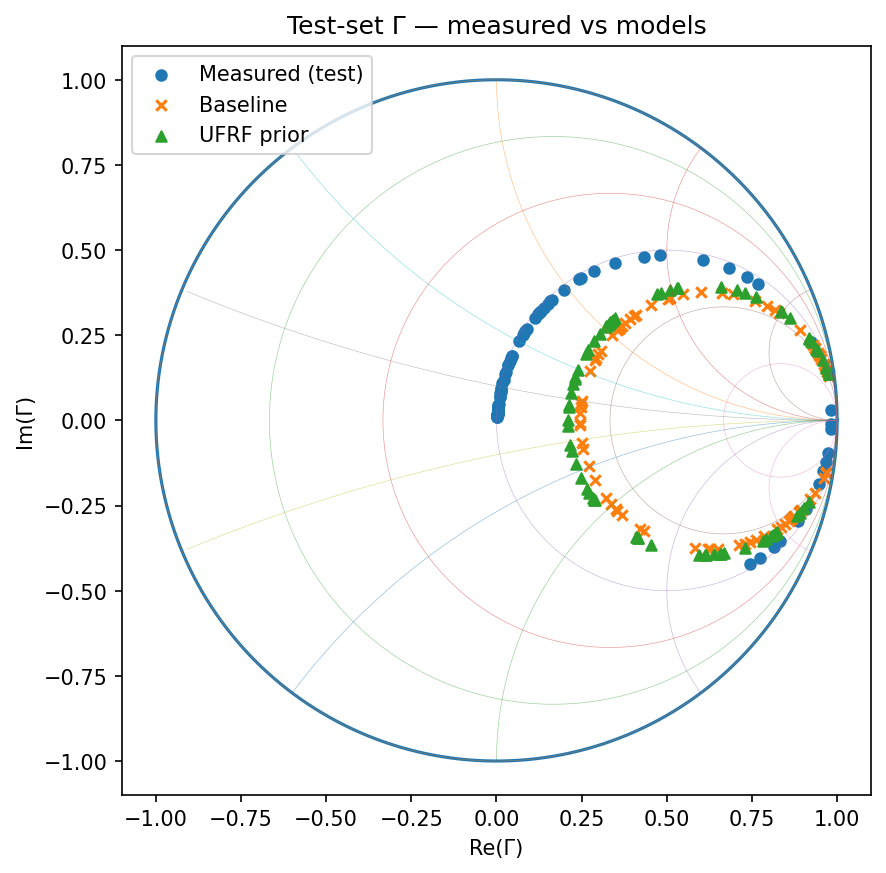 Test-set Γ — measured vs models
Measured (test)
Baseline
UFRF prior
1.00
0.75
0.50
0.25
0.00
−0.25
−0.50
−0.75
−1.00
Im(Γ)
−1.00 −0.75 −0.50 −0.25 0.00 0.25 0.50 0.75 1.00
Re(Γ)